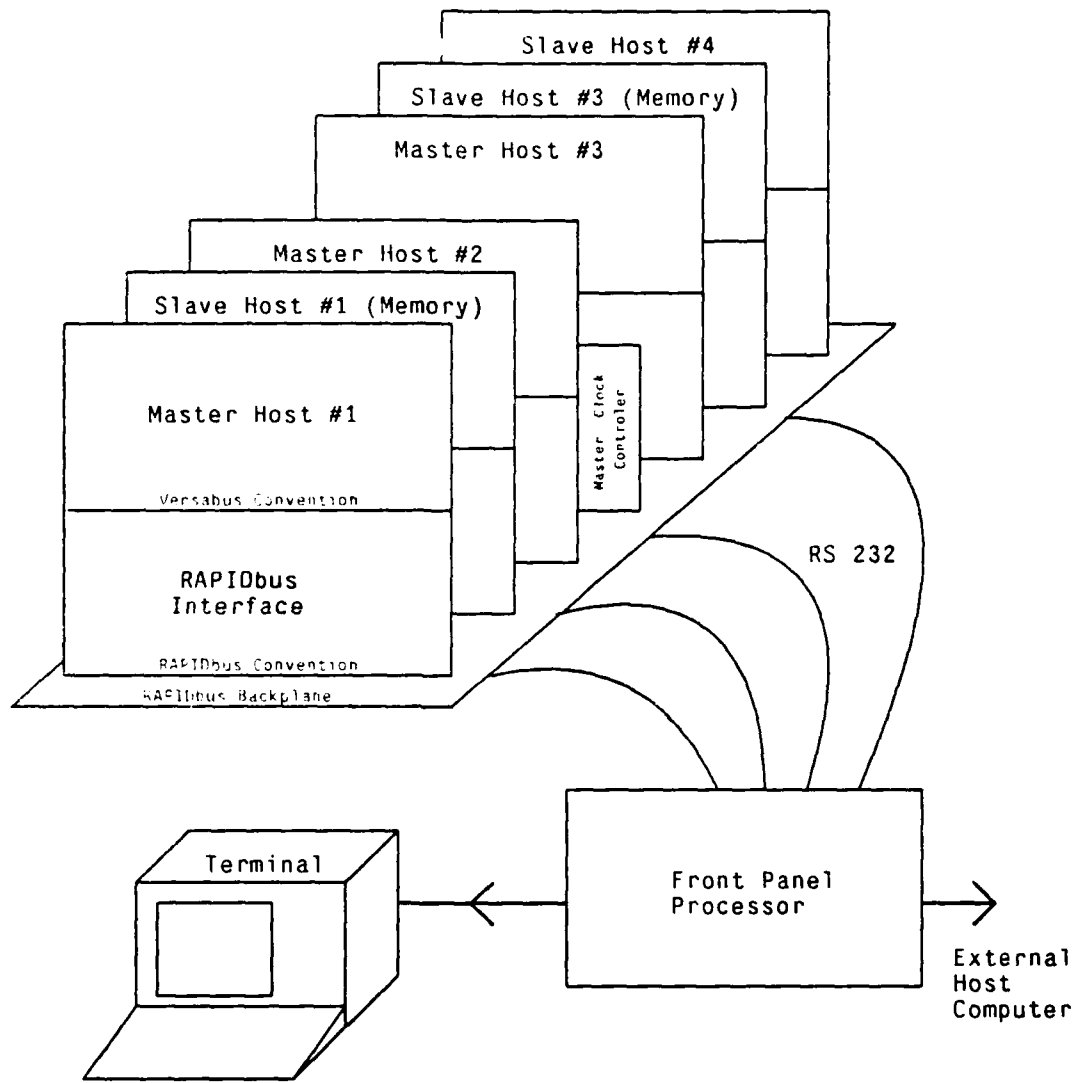 Slave Host #4
Slave Host #3 (Memory)
Master Host #3
Master Host #2
Slave Host #1 (Memory)
Master Host #1
Master Clock
Controler
Versabus Convention
RS 232
RAPIDbus
Interface
RAPIDbus Convention
RAPIDbus Backplane
Terminal
Front Panel
Processor
External
Host
Computer